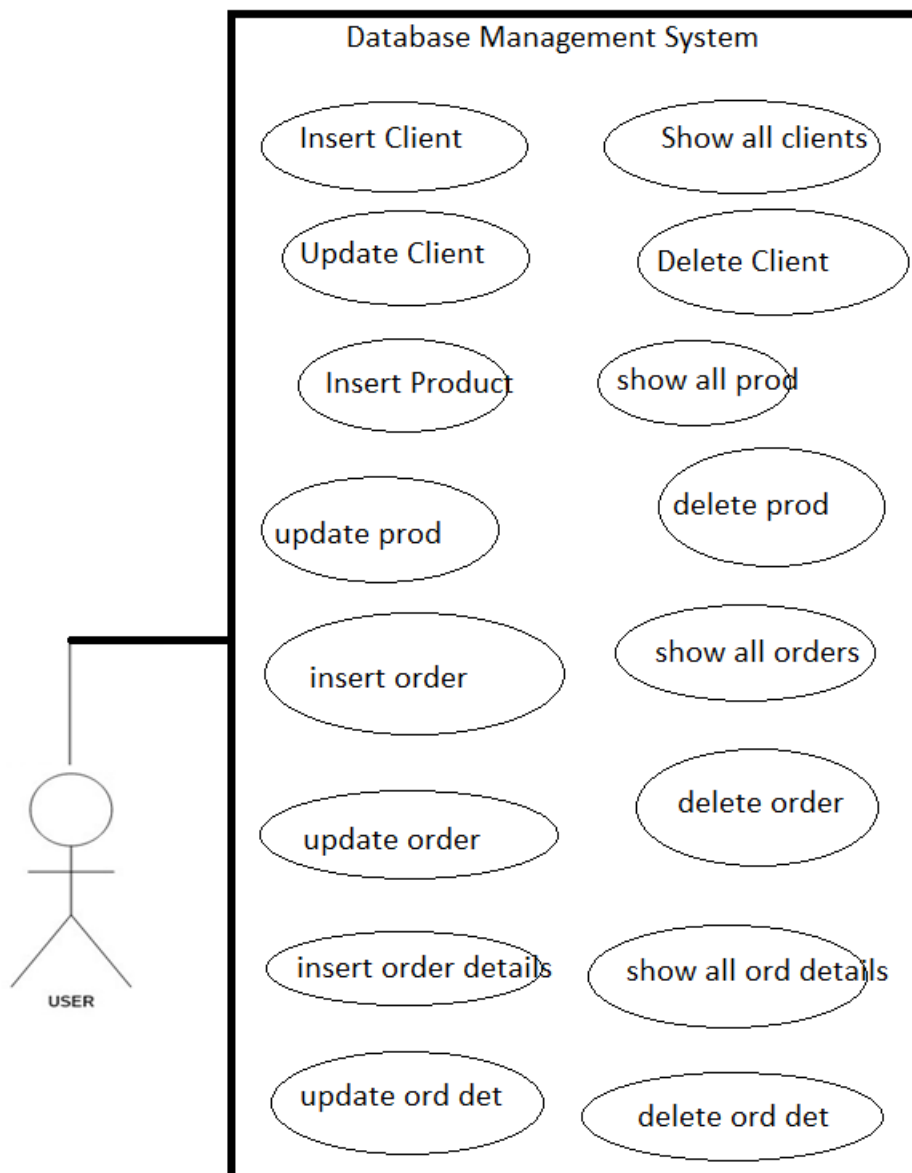 Database Management System
Insert Client
Show all clients
Update Client
Delete Client
Insert Product
show all prod
update prod
delete prod
insert order
show all orders
update order
delete order
insert order details
show all ord details
USER
update ord det
delete ord det